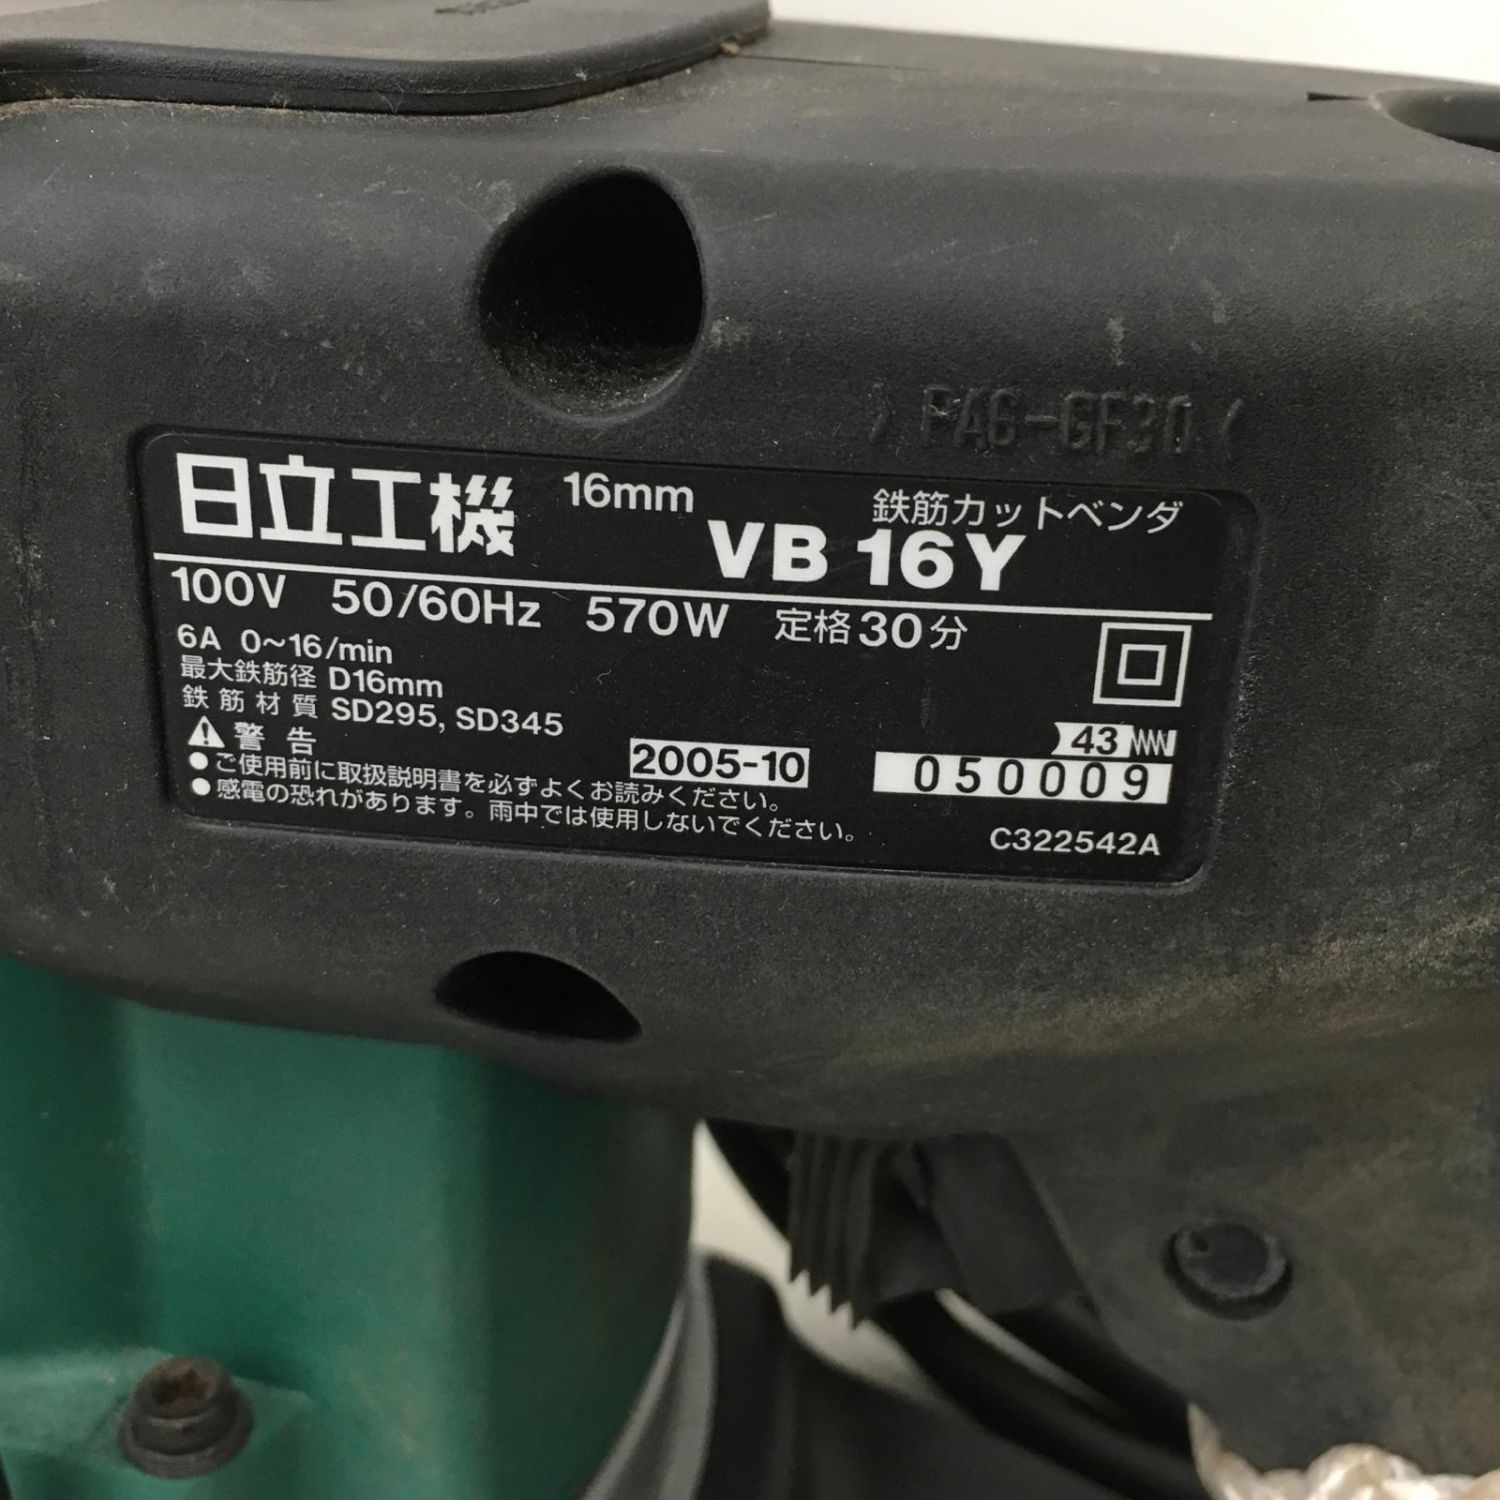 >PA6-GF30<
日立工機 16mm 鉄筋カットベンダ
VB 16Y
100V 50/60Hz 570W 定格30分
6A 0~16/min
最大鉄筋径 D16mm
鉄筋材質 SD295, SD345
警告
●ご使用前に取扱説明書を必ずよくお読みください。
●感電の恐れがあります。雨中では使用しないでください。
2005-10
43
050009
C322542A